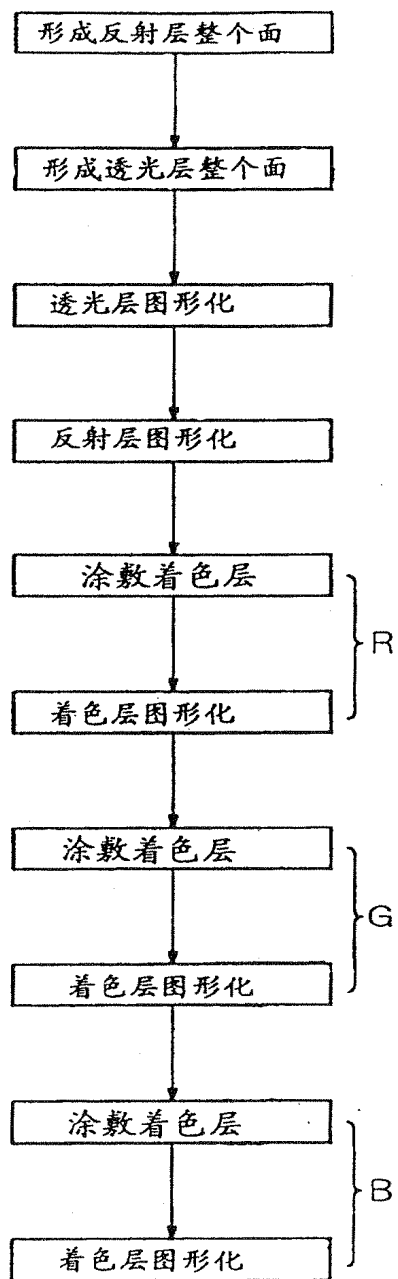 形成反射层整个面
形成透光层整个面
透光层图形化
反射层图形化
涂敷着色层
R
着色层图形化
涂敷着色层
G
着色层图形化
涂敷着色层
B
着色层图形化